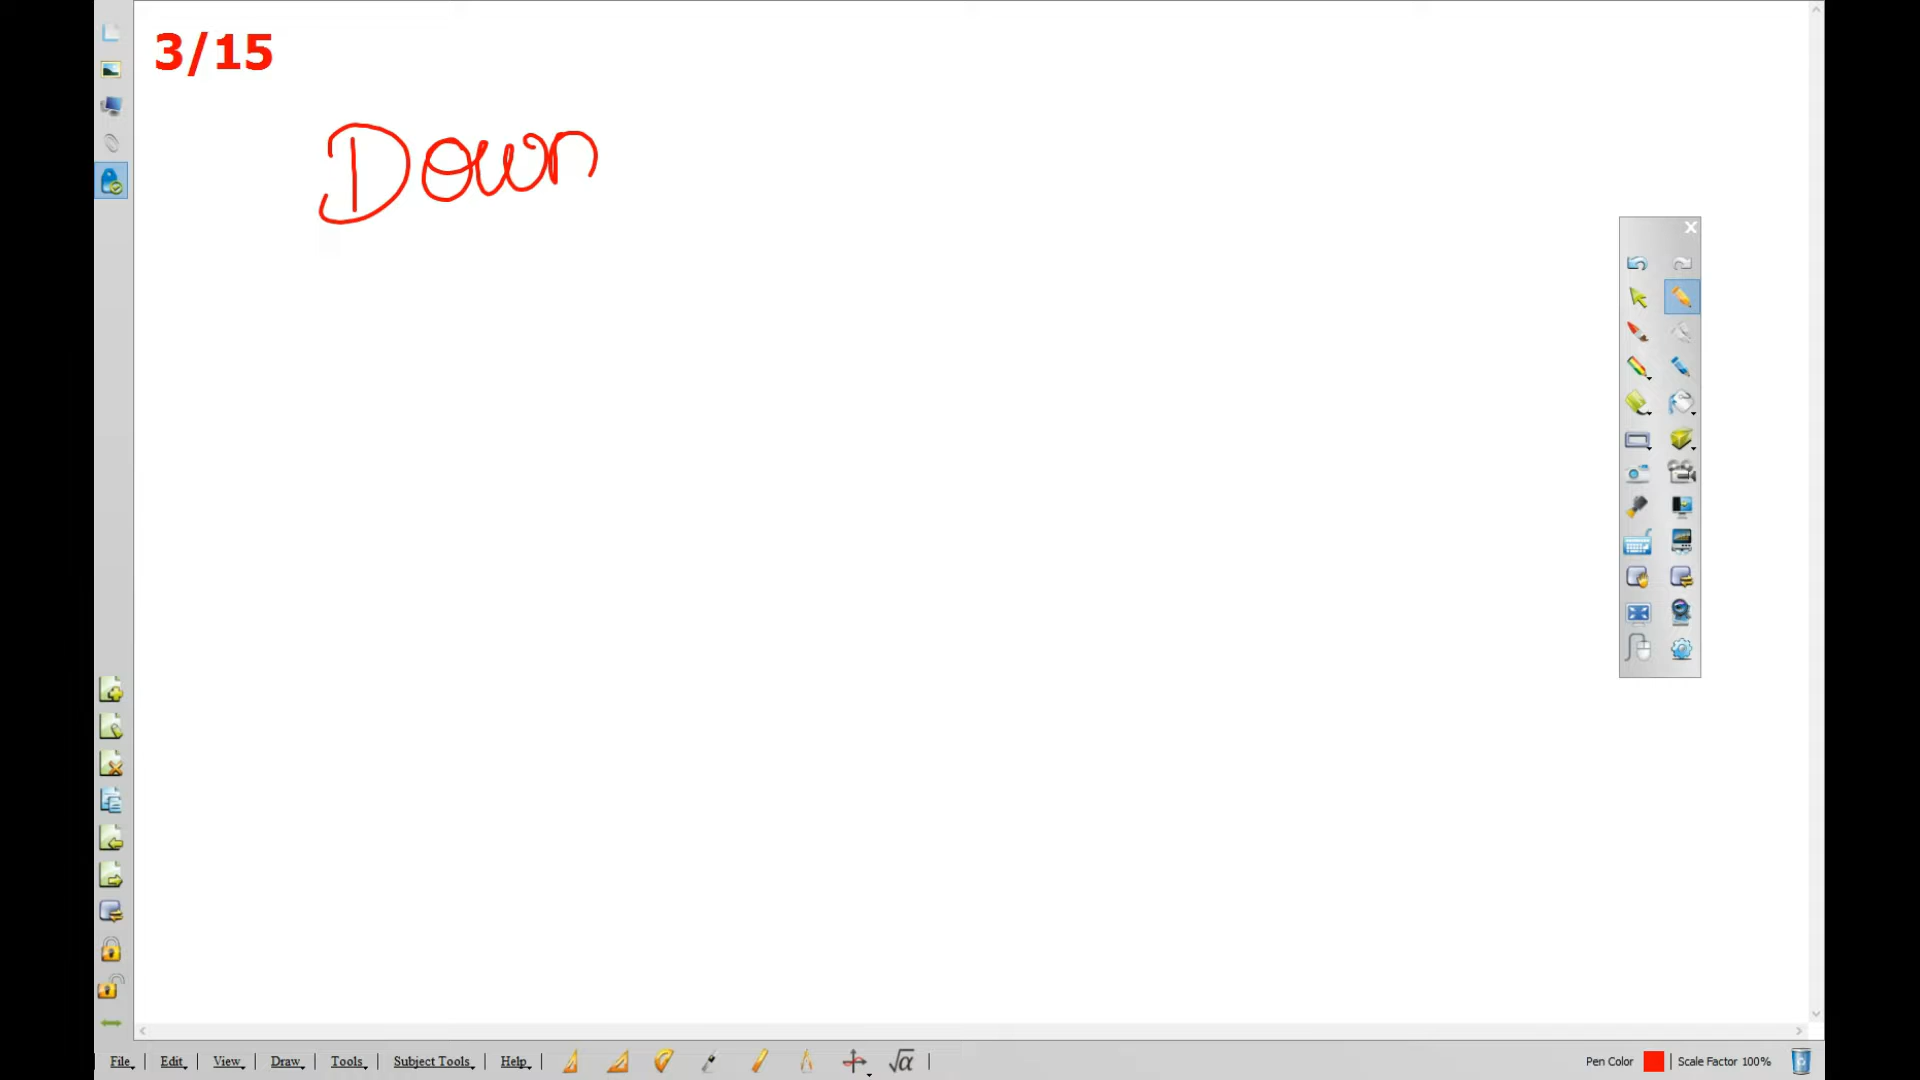 3/15
Down
File Edit View Draw Tools Subject Tools Help
Pen Color Scale Factor 100%